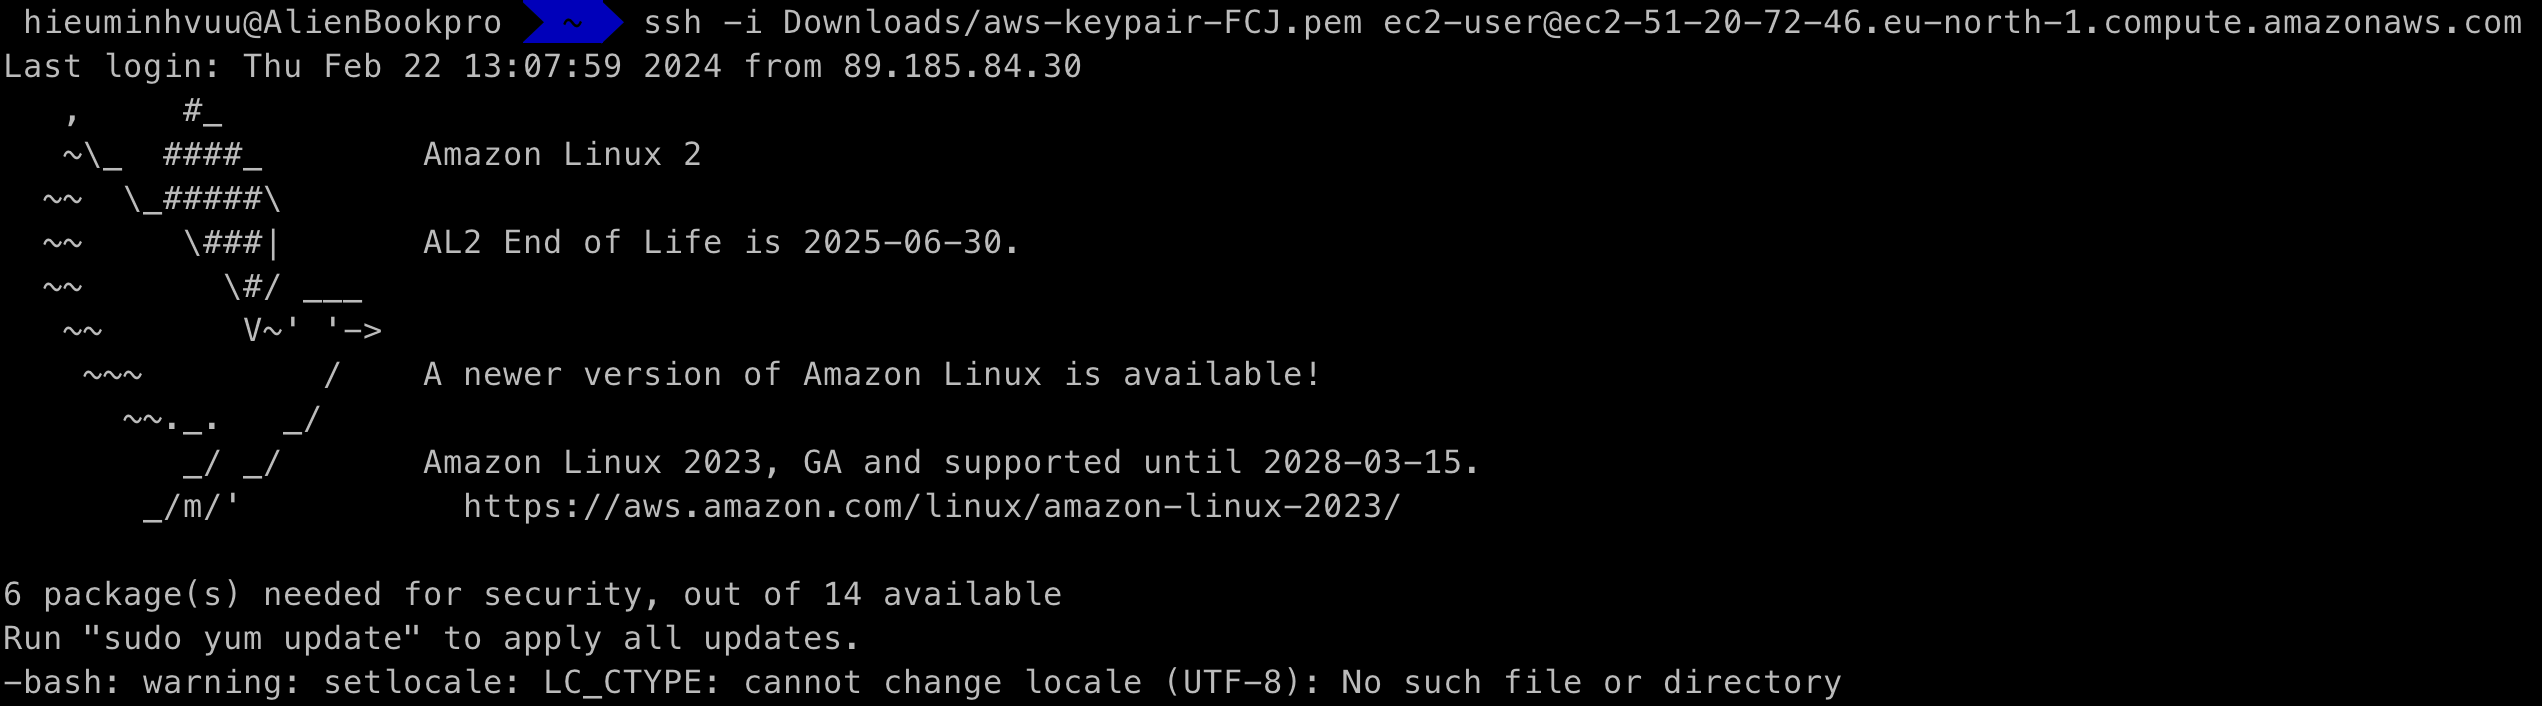 hieuminhvuu@AlienBookpro ~ ssh -i Downloads/aws-keypair-FCJ.pem ec2-user@ec2-51-20-72-46.eu-north-1.compute.amazonaws.com
Last login: Thu Feb 22 13:07:59 2024 from 89.185.84.30
   ,     #_
   ~\_  ####_        Amazon Linux 2
  ~~  \_#####\
  ~~     \###|       AL2 End of Life is 2025-06-30.
  ~~       \#/ ___
   ~~       V~' '->
    ~~~         /    A newer version of Amazon Linux is available!
      ~~._.   _/
         _/ _/       Amazon Linux 2023, GA and supported until 2028-03-15.
       _/m/'           https://aws.amazon.com/linux/amazon-linux-2023/

6 package(s) needed for security, out of 14 available
Run "sudo yum update" to apply all updates.
-bash: warning: setlocale: LC_CTYPE: cannot change locale (UTF-8): No such file or directory